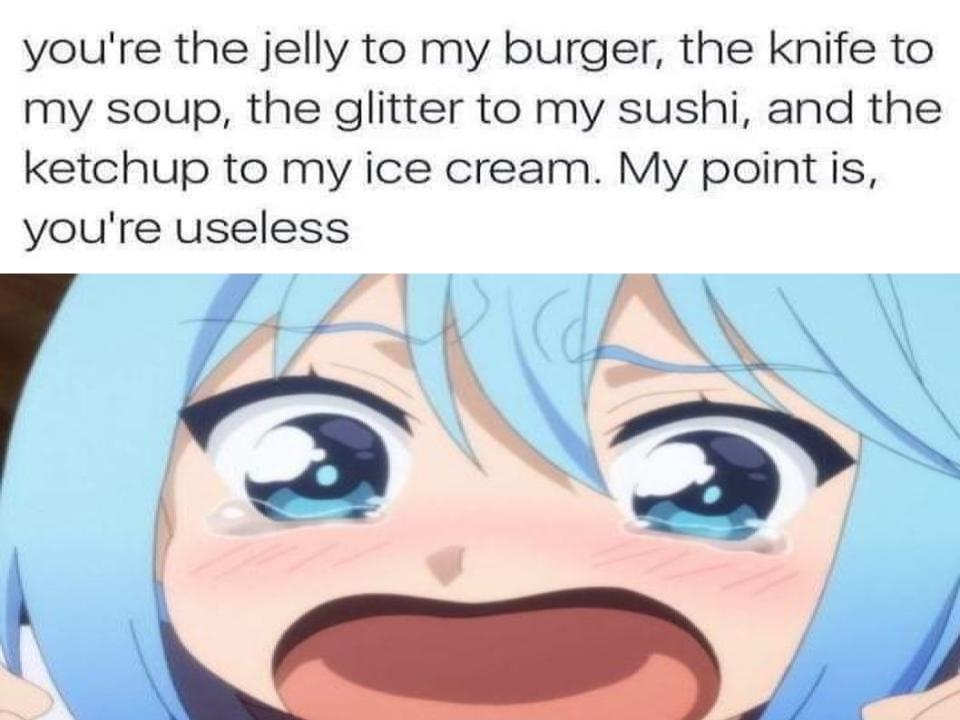 you're the jelly to my burger, the knife to
my soup, the glitter to my sushi, and the
ketchup to my ice cream. My point is,
you're useless